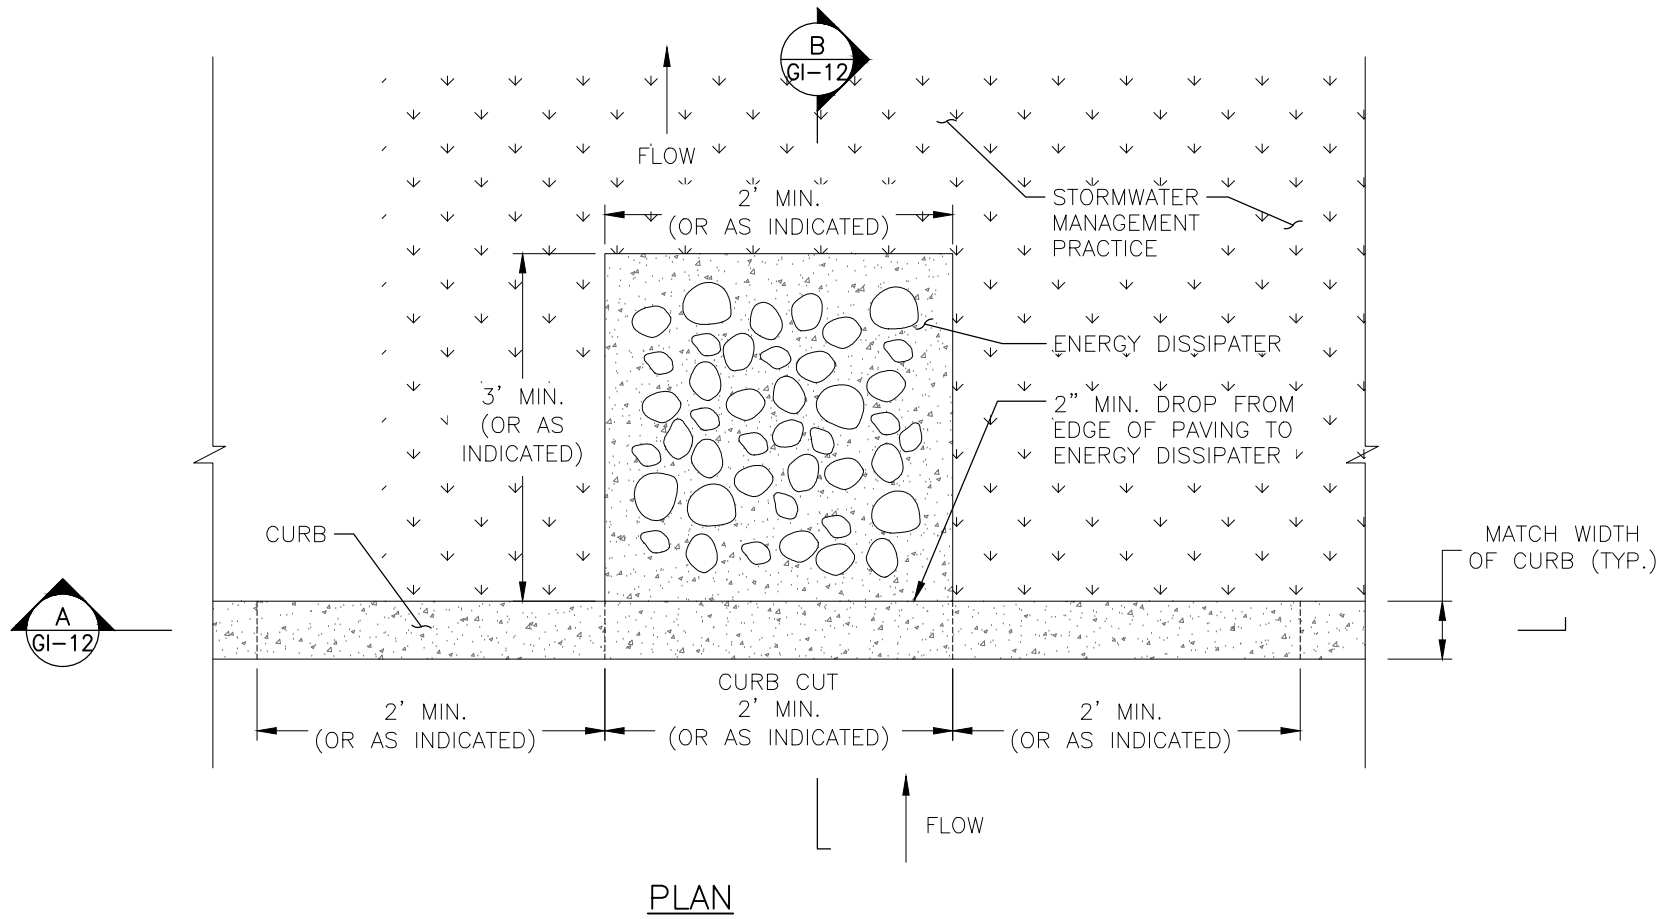 B
GI-12
FLOW
2' MIN.
(OR AS INDICATED)
STORMWATER
MANAGEMENT
PRACTICE
ENERGY DISSIPATER
3' MIN.
(OR AS
INDICATED)
2" MIN. DROP FROM
EDGE OF PAVING TO
ENERGY DISSIPATER
CURB
MATCH WIDTH
OF CURB (TYP.)
A
GI-12
2' MIN.
(OR AS INDICATED)
CURB CUT
2' MIN.
(OR AS INDICATED)
2' MIN.
(OR AS INDICATED)
FLOW
PLAN